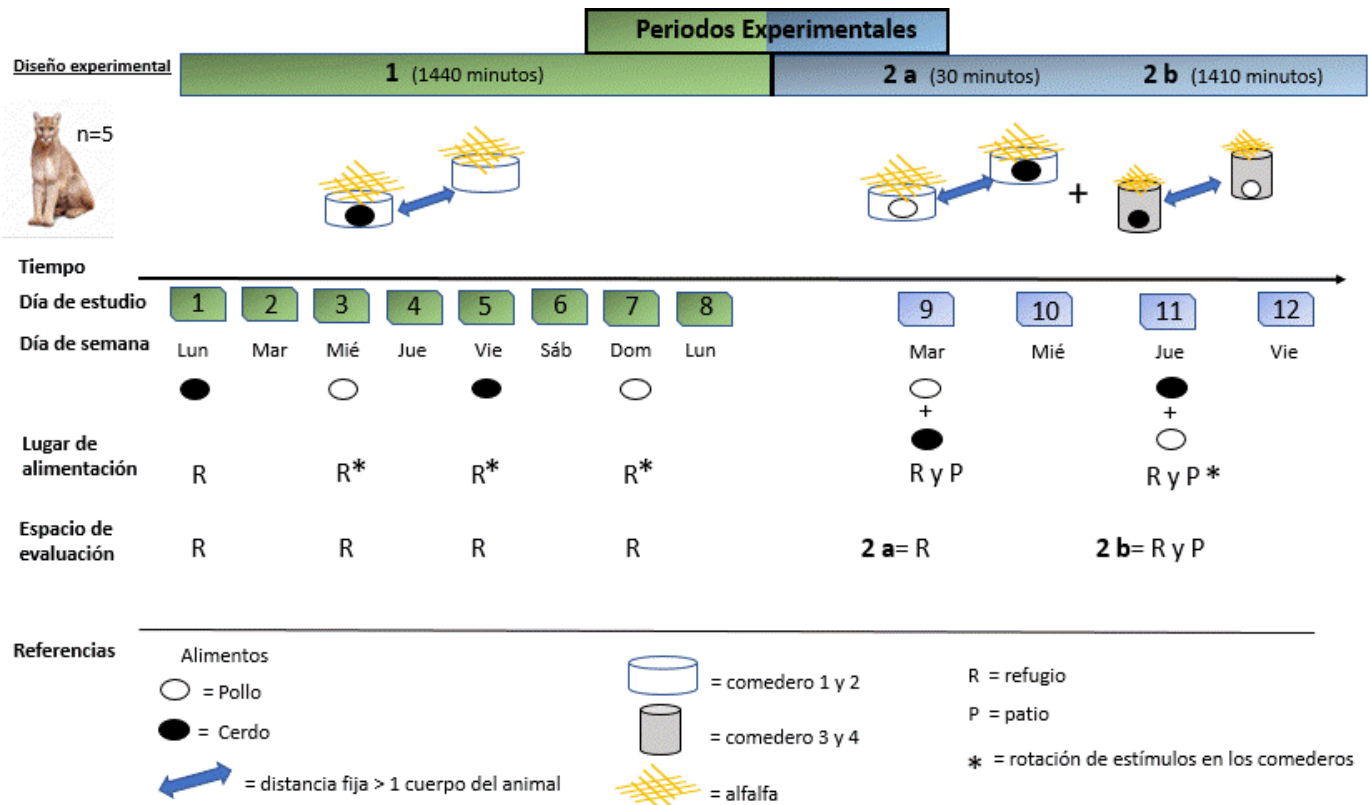 Periodos Experimentales
Diseño experimental
1 (1440 minutos)
2 a (30 minutos)
2 b (1410 minutos)
n=5
+
Tiempo
Día de estudio
1 2 3 4 5 6 7 8 9 10 11 12
Día de semana
Lun Mar Mié Jue Vie Sáb Dom Lun Mar Mié Jue Vie
+ +
Lugar de
alimentación
R R* R* R* R y P R y P *
Espacio de
evaluación
R R R R 2 a= R 2 b= R y P
Referencias
Alimentos
= Pollo
= Cerdo
= distancia fija > 1 cuerpo del animal
= comedero 1 y 2
= comedero 3 y 4
= alfalfa
R = refugio
P = patio
* = rotación de estímulos en los comederos